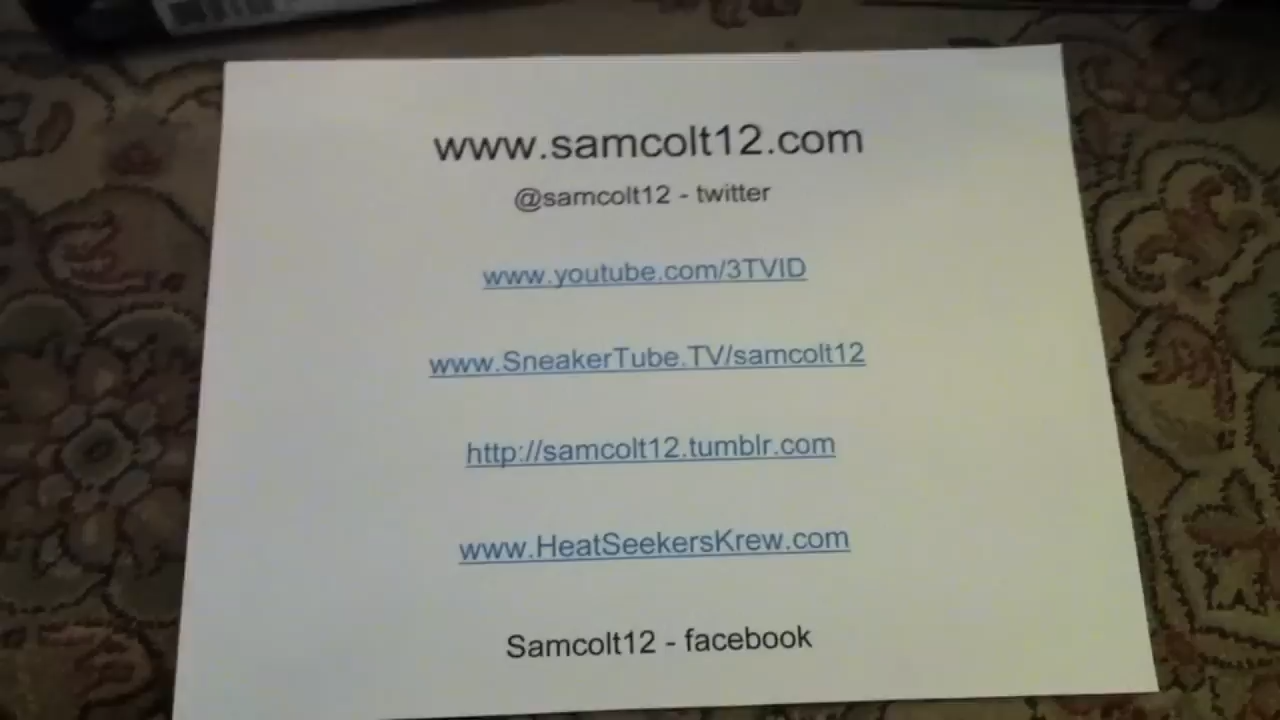 www.samcolt12.com
@samcolt12 - twitter
www.youtube.com/3TVID
www.SneakerTube.TV/samcolt12
http://samcolt12.tumblr.com
www.HeatSeekersKrew.com
Samcolt12 - facebook